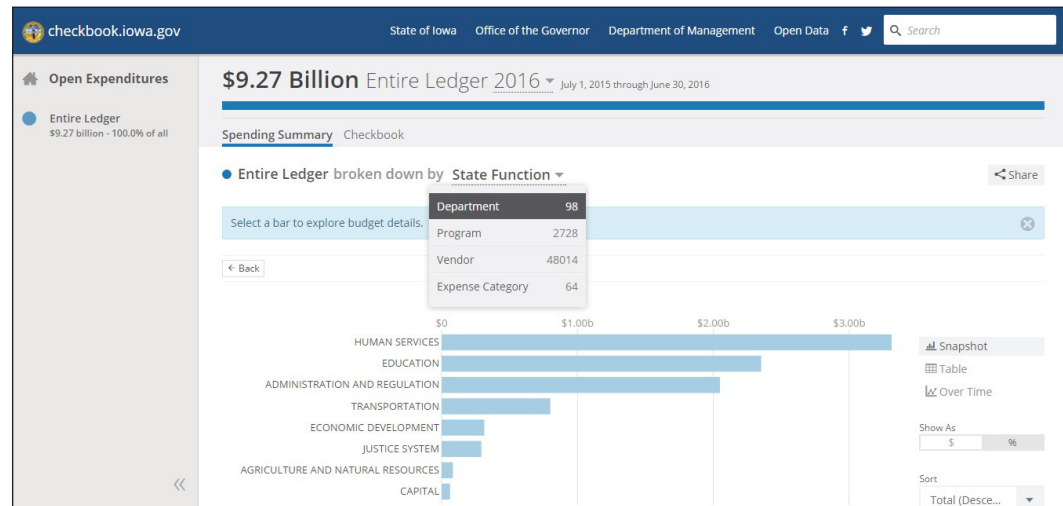 checkbook.iowa.gov
State of Iowa Office of the Governor Department of Management Open Data f Search
Open Expenditures
Entire Ledger
$9.27 billion - 100.0% of all
$9.27 Billion Entire Ledger 2016 July 1, 2015 through June 30, 2016
Spending Summary Checkbook
Entire Ledger broken down by State Function
Share
Department 98
Select a bar to explore budget details.
Program 2728
Vendor 48014
← Back
Expense Category 64
$0 $1.00b $2.00b $3.00b
HUMAN SERVICES
EDUCATION
ADMINISTRATION AND REGULATION
TRANSPORTATION
ECONOMIC DEVELOPMENT
JUSTICE SYSTEM
AGRICULTURE AND NATURAL RESOURCES
CAPITAL
Snapshot
Table
Over Time
Show As
$ %
Sort
Total (Desce...